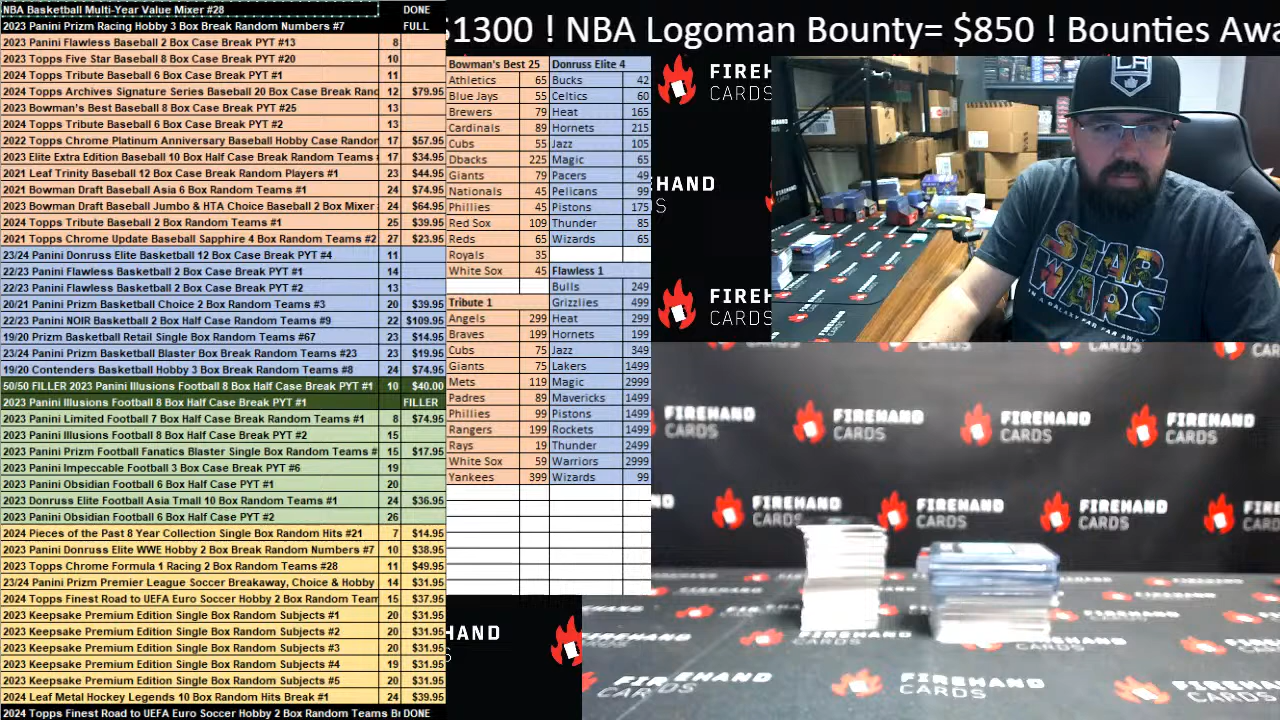 $1300 ! NBA Logoman Bounty= $850 ! Bounties Awa
NBA Basketball Multi-Year Value Mixer #28 DONE
2023 Panini Prizm Racing Hobby 3 Box Break Random Numbers #7 FULL
2023 Panini Flawless Baseball 2 Box Case Break PYT #13 8
2023 Topps Five Star Baseball 8 Box Case Break PYT #20 10
2024 Topps Tribute Baseball 6 Box Case Break PYT #1 11
2024 Topps Archives Signature Series Baseball 20 Box Case Break Ranc 12 $79.95
2023 Bowman's Best Baseball 8 Box Case Break PYT #25 13
2024 Topps Tribute Baseball 6 Box Case Break PYT #2 13
2022 Topps Chrome Platinum Anniversary Baseball Hobby Case Random 17 $57.95
2023 Elite Extra Edition Baseball 10 Box Half Case Break Random Teams 17 $34.95
2021 Leaf Trinity Baseball 12 Box Case Break Random Players #1 23 $44.95
2021 Bowman Draft Baseball Asia 6 Box Random Teams #1 24 $74.95
2023 Bowman Draft Baseball Jumbo & HTA Choice Baseball 2 Box Mixer 24 $64.95
2024 Topps Tribute 2 Box Random Teams #1 25 $39.95
2021 Topps Chrome Update Baseball Sapphire 4 Box Random Teams #2 27 $23.95
23/24 Panini Donruss Elite Basketball 12 Box Case Break PYT #4 11
22/23 Panini Flawless Basketball 2 Box Case Break PYT #1 14
22/23 Panini Flawless Basketball 2 Box Case Break PYT #2 13
20/21 Panini Prizm Basketball Choice 2 Box Random Teams #3 20 $39.95
22/23 Panini NOIR Basketball 2 Box Half Case Random Teams #9 22 $109.95
19/20 Prizm Basketball Retail Single Box Random Teams #67 23 $14.95
23/24 Panini Prizm Basketball Blaster Box Break Random Teams #23 23 $19.95
19/20 Contenders Basketball Hobby 3 Box Break Random Teams #8 24 $74.95
50/50 FILLER 2023 Panini Illusions Football 8 Box Half Case Break PYT #1 10 $40.00
2023 Panini Illusions Football 8 Box Half Case Break PYT #1 FILLER
2023 Panini Limited Football 7 Box Half Case Break Random Teams #1 8 $74.95
2023 Panini Illusions Football 8 Box Half Case Break PYT #2 15
2023 Panini Prizm Football Fanatics Blaster Single Box Random Teams # 15 $17.95
2023 Panini Impeccable Football 3 Box Case Break PYT #6 19
2023 Panini Obsidian Football 6 Box Half Case PYT #1 20
2023 Donruss Elite Football Asia Tmall 10 Box Random Teams #1 24 $36.95
2023 Panini Obsidian Football 6 Box Half Case PYT #2 26
2024 Pieces of the Past 8 Year Collection Single Box Random Hits #21 7 $14.95
2023 Panini Donruss Elite WWE Hobby 2 Box Break Random Numbers #7 10 $38.95
2023 Topps Chrome Formula 1 Racing 2 Box Random Teams #28 11 $49.95
23/24 Panini Prizm Premier League Soccer Breakaway, Choice & Hobby 14 $31.95
2024 Topps Finest Road to UEFA Euro Soccer Hobby 2 Box Random Team 15 $37.95
2023 Keepsake Premium Edition Single Box Random Subjects #1 20 $31.95
2023 Keepsake Premium Edition Single Box Random Subjects #2 20 $31.95
2023 Keepsake Premium Edition Single Box Random Subjects #3 20 $31.95
2023 Keepsake Premium Edition Single Box Random Subjects #4 19 $31.95
2023 Keepsake Premium Edition Single Box Random Subjects #5 20 $31.95
2024 Leaf Metal Hockey Legends 10 Box Random Hits Break #1 24 $39.95
2024 Topps Finest Road to UEFA Euro Soccer Hobby 2 Box Random Teams B DONE
Bowman's Best 25
Athletics 65
Blue Jays 55
Brewers 79
Cardinals 89
Cubs 55
Dbacks 225
Giants 79
Nationals 45
Phillies 45
Red Sox 109
Reds 65
Royals 35
White Sox 45
Tribute 1
Angels 299
Braves 199
Cubs 75
Giants 75
Mets 119
Padres 89
Phillies 99
Rangers 199
Rays 19
White Sox 59
Yankees 399
Donruss Elite 4
Bucks 42
Celtics 60
Heat 165
Hornets 215
Jazz 105
Magic 65
Pacers 49
Pelicans 99
Pistons 175
Thunder 85
Wizards 65
Flawless 1
Bulls 249
Grizzlies 499
Heat 299
Hornets 199
Jazz 349
Lakers 1499
Magic 2999
Mavericks 1499
Pistons 1499
Rockets 1499
Thunder 2499
Warriors 2999
Wizards 99
FIREH
CARDS
HAND
S
FIREH
CARDS
HAND
LA
STAR
WARS
IN A GALAXY FAR FAR AWAY
FIREHAND
CARDS
FIREHAND
CARDS
FIREHAND
CARDS
FIREHAND
CARDS
FIREHAND
CARDS
FIREHAND
CARDS
FIREHAND
CARDS